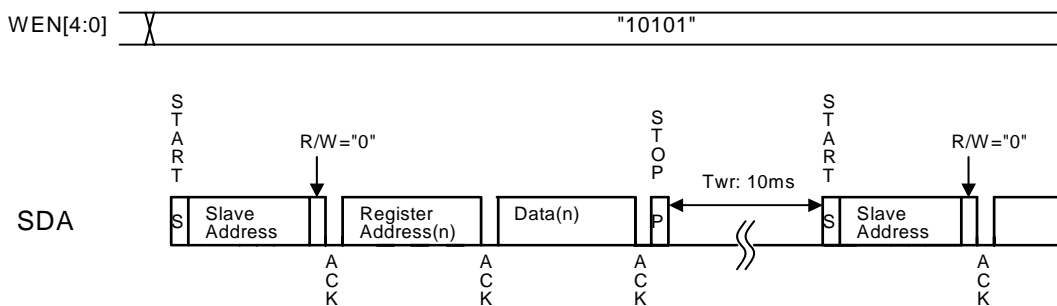 WEN[4:0]
"10101"
START
STOP
START
R/W="0"
R/W="0"
Twr: 10ms
SDA
S
Slave
Address
Register
Address(n)
Data(n)
P
S
Slave
Address
ACK
ACK
ACK
ACK